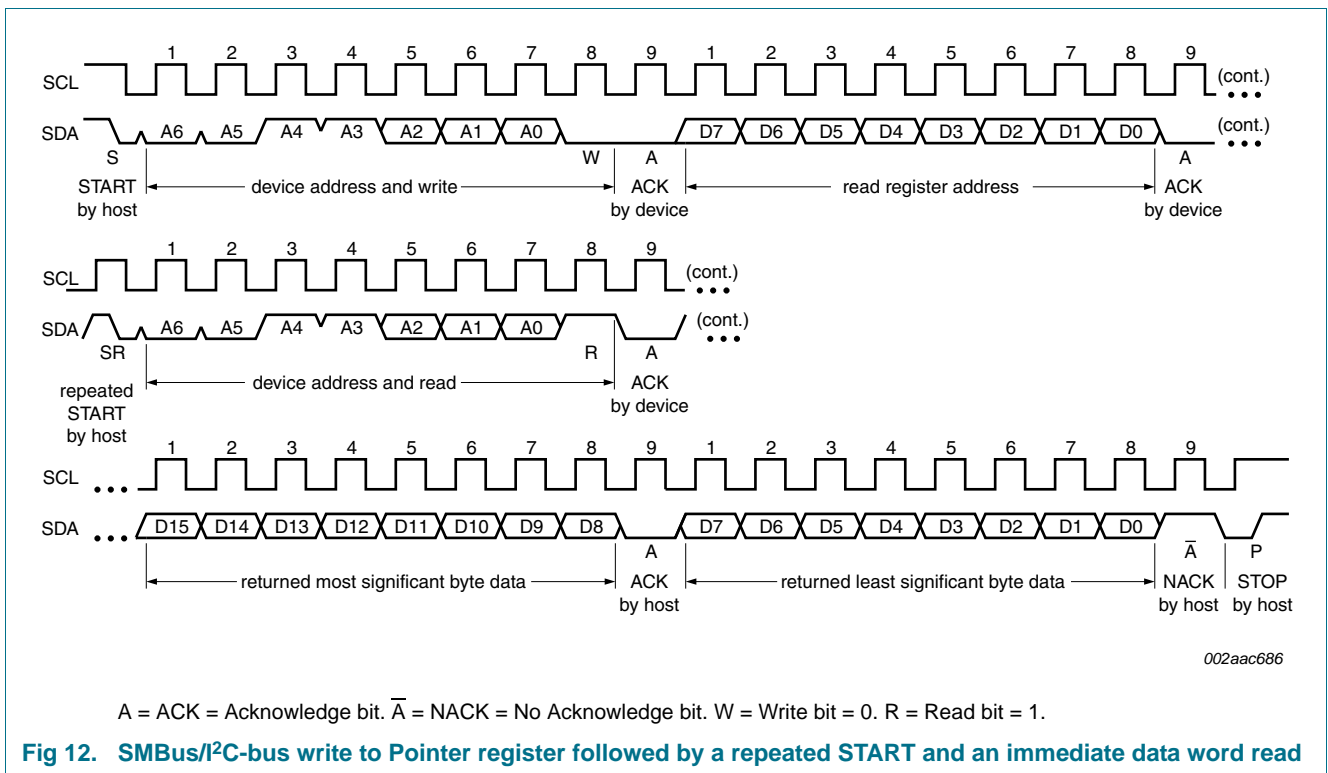 1 2 3 4 5 6 7 8 9 1 2 3 4 5 6 7 8 9
SCL (cont.)
SDA A6 A5 A4 A3 A2 A1 A0 D7 D6 D5 D4 D3 D2 D1 D0 (cont.)
S W A A
START by host
device address and write
ACK by device
read register address
ACK by device
1 2 3 4 5 6 7 8 9
SCL (cont.)
SDA A6 A5 A4 A3 A2 A1 A0 (cont.)
SR R A
repeated START by host
device address and read
ACK by device
1 2 3 4 5 6 7 8 9 1 2 3 4 5 6 7 8 9
SCL
SDA D15 D14 D13 D12 D11 D10 D9 D8 D7 D6 D5 D4 D3 D2 D1 D0
A A̅ P
returned most significant byte data
ACK by host
returned least significant byte data
NACK by host
STOP by host
002aac686
A = ACK = Acknowledge bit. A̅ = NACK = No Acknowledge bit. W = Write bit = 0. R = Read bit = 1.
Fig 12. SMBus/I²C-bus write to Pointer register followed by a repeated START and an immediate data word read